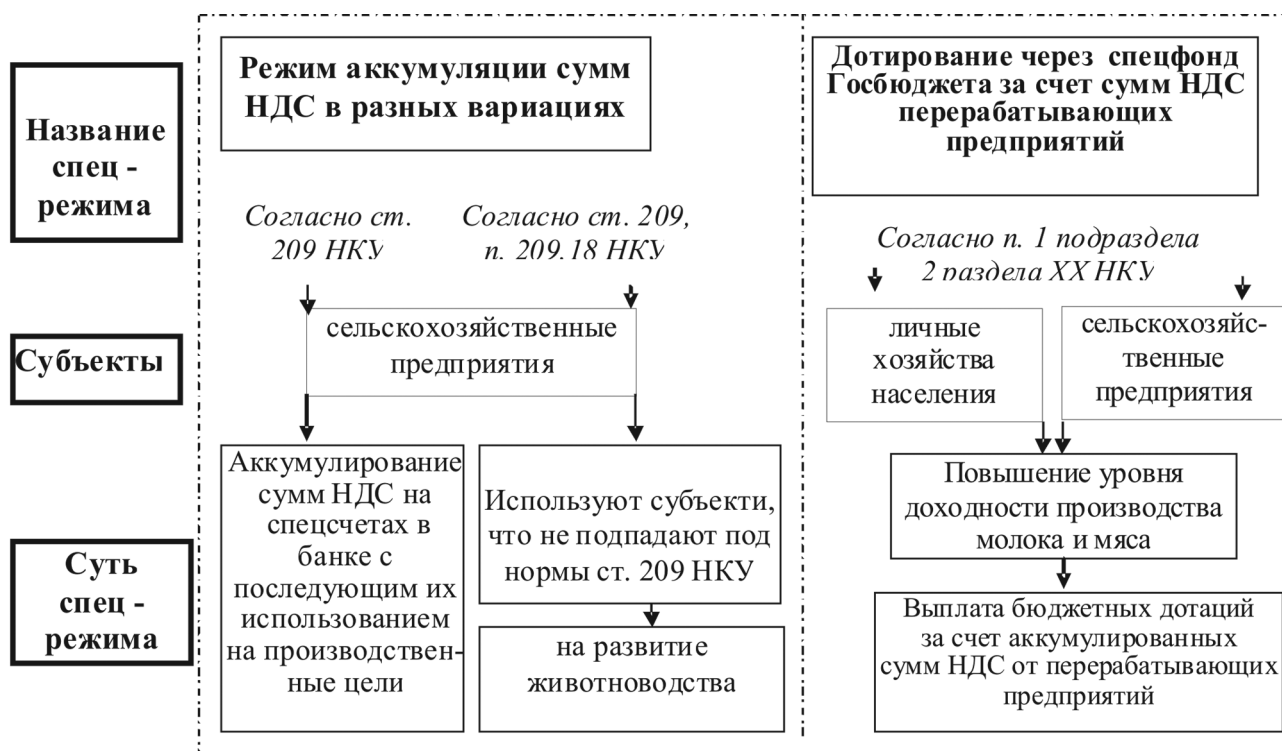 Название
спец -
режима
Режим аккумуляции сумм
НДС в разных вариациях
Дотирование через спецфонд
Госбюджета за счет сумм НДС
перерабатывающих
предприятий
Согласно ст.
209 НКУ
Согласно ст. 209,
п. 209.18 НКУ
Согласно п. 1 подраздела
2 раздела XX НКУ
Субъекты
сельскохозяйственные
предприятия
личные
хозяйства
населения
сельскохозяйс-
твенные
предприятия
Суть
спец -
режима
Аккумулирование
сумм НДС на
спецсчетах в
банке с
последующим их
использованием
на производствен-
ные цели
Используют субъекти,
что не подпадают под
нормы ст. 209 НКУ
на развитие
животноводства
Повышение уровня
доходности производства
молока и мяса
Выплата бюджетных дотаций
за счет аккумулированных
сумм НДС от перерабатывающих
предприятий